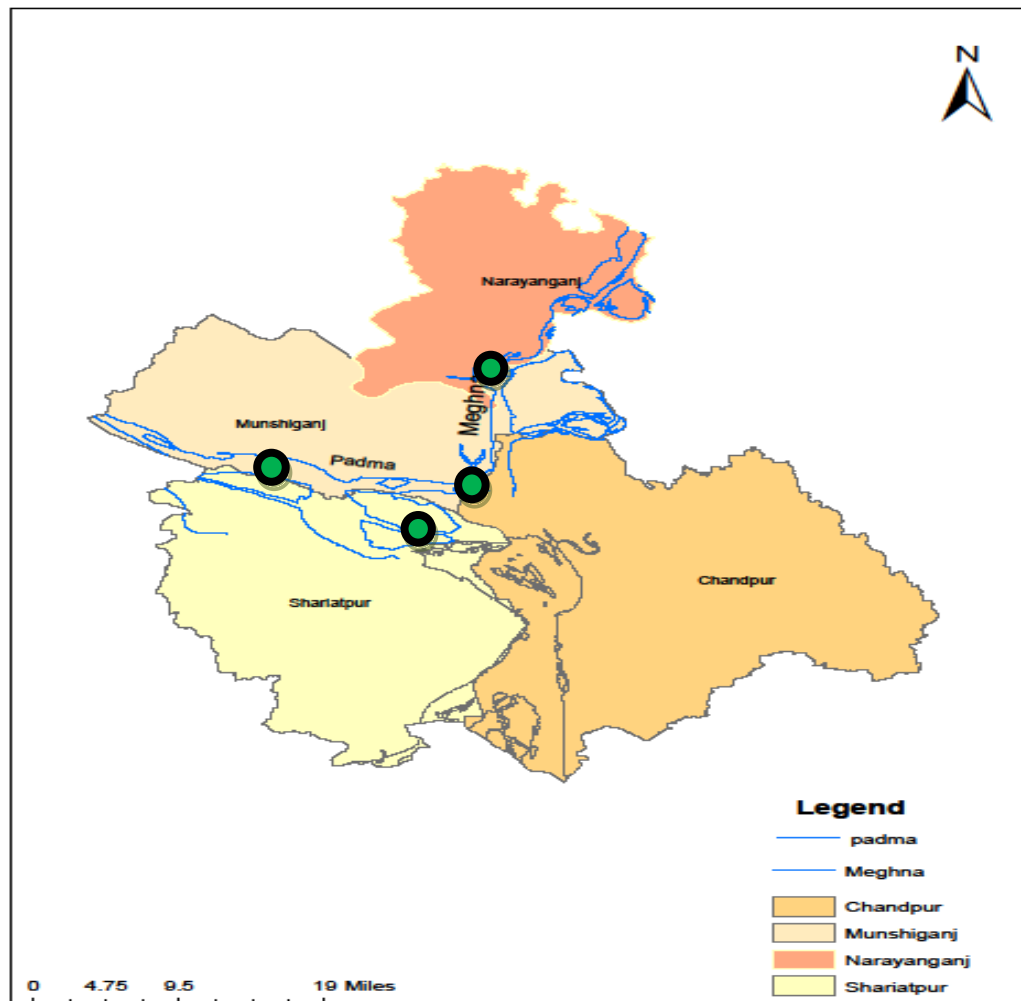 N
Narayanganj
Meghna
Munshiganj
Padma
Chandpur
Shariatpur
Legend
padma
Meghna
Chandpur
Munshiganj
Narayanganj
Shariatpur
0 4.75 9.5 19 Miles